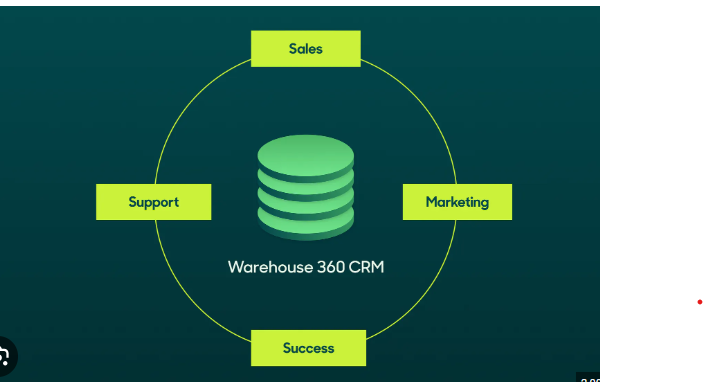 Sales
Support
Marketing
Warehouse 360 CRM
Success